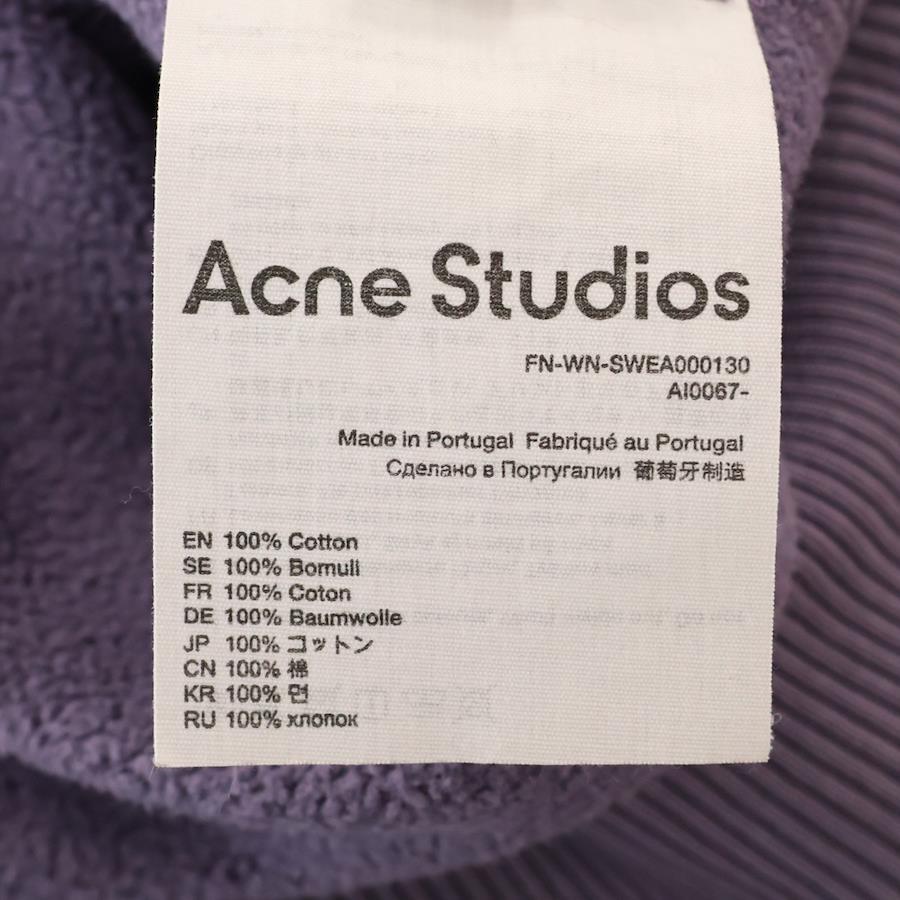 Acne Studios
FN-WN-SWEA000130
AI0067-
Made in Portugal Fabriqué au Portugal
Сделано в Португалии 葡萄牙制造
EN 100% Cotton
SE 100% Bomull
FR 100% Coton
DE 100% Baumwolle
JP 100% コットン
CN 100% 棉
KR 100% 면
RU 100% хлопок